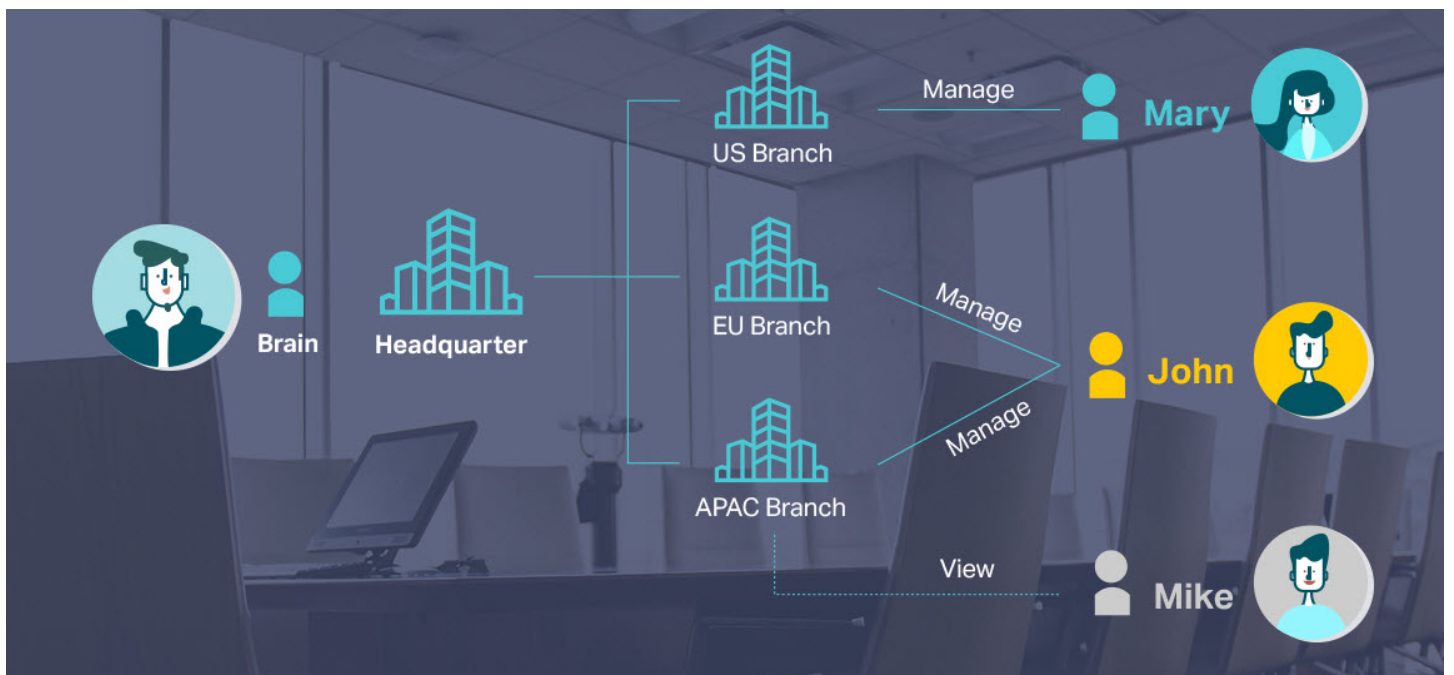 Manage
Mary
US Branch
Brain
Headquarter
EU Branch
Manage
John
Manage
APAC Branch
View
Mike